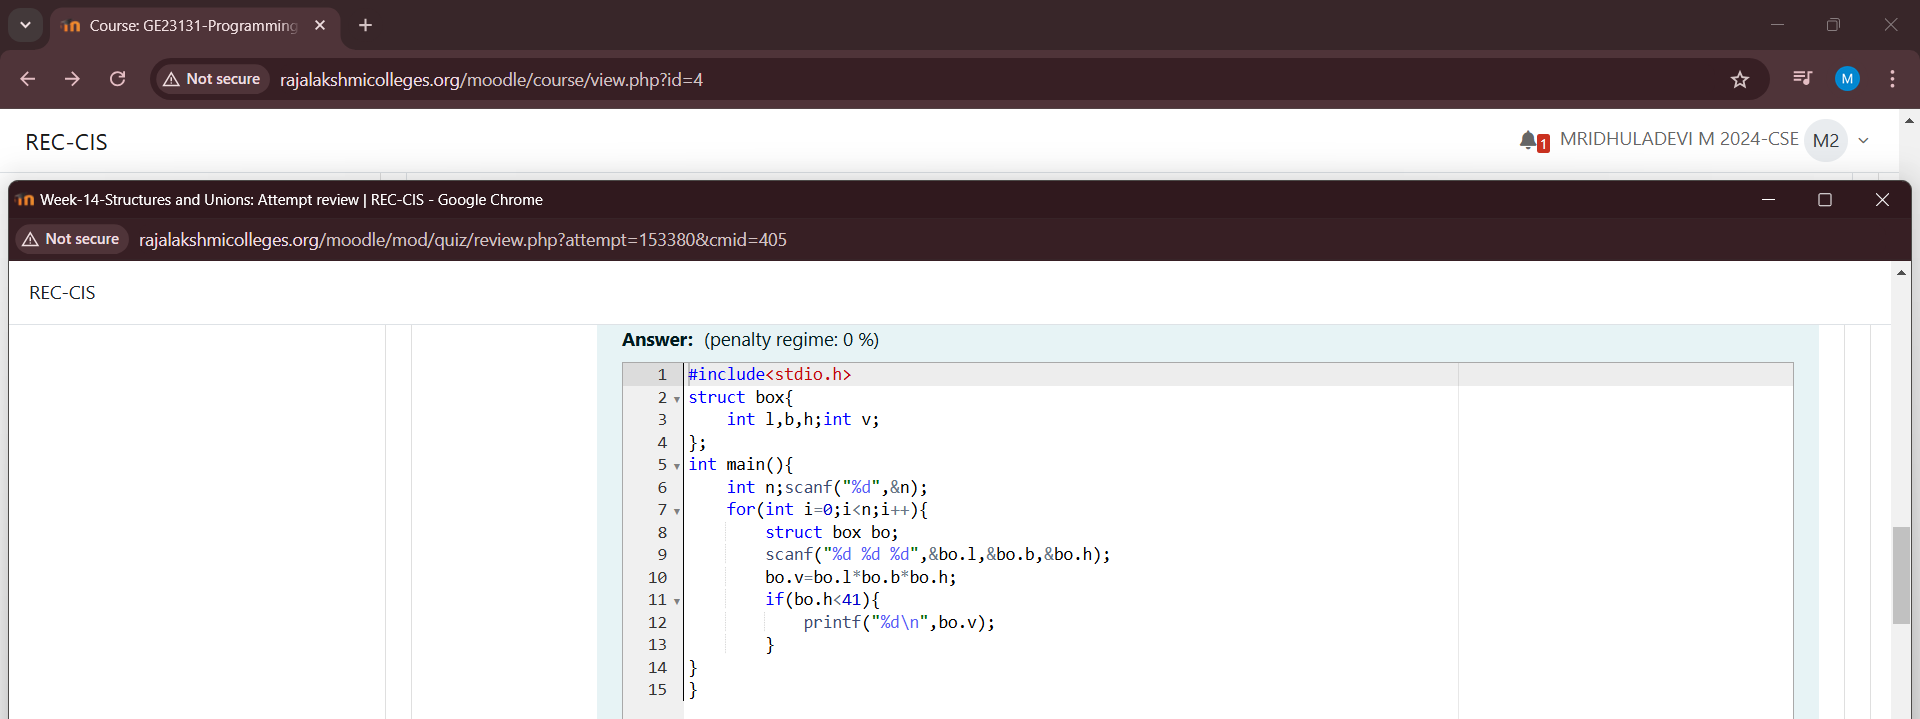 Course: GE23131-Programming
Not secure
rajalakshmicolleges.org/moodle/course/view.php?id=4
M
REC-CIS
1
MRIDHULADEVI M 2024-CSE
M2
Week-14-Structures and Unions: Attempt review | REC-CIS - Google Chrome
Not secure
rajalakshmicolleges.org/moodle/mod/quiz/review.php?attempt=153380&cmid=405
REC-CIS
Answer: (penalty regime: 0 %)
1 #include<stdio.h>
2 struct box{
3     int l,b,h;int v;
4 };
5 int main(){
6     int n;scanf("%d",&n);
7     for(int i=0;i<n;i++){
8         struct box bo;
9         scanf("%d %d %d",&bo.l,&bo.b,&bo.h);
10         bo.v=bo.l*bo.b*bo.h;
11         if(bo.h<41){
12             printf("%d\n",bo.v);
13         }
14 }
15 }